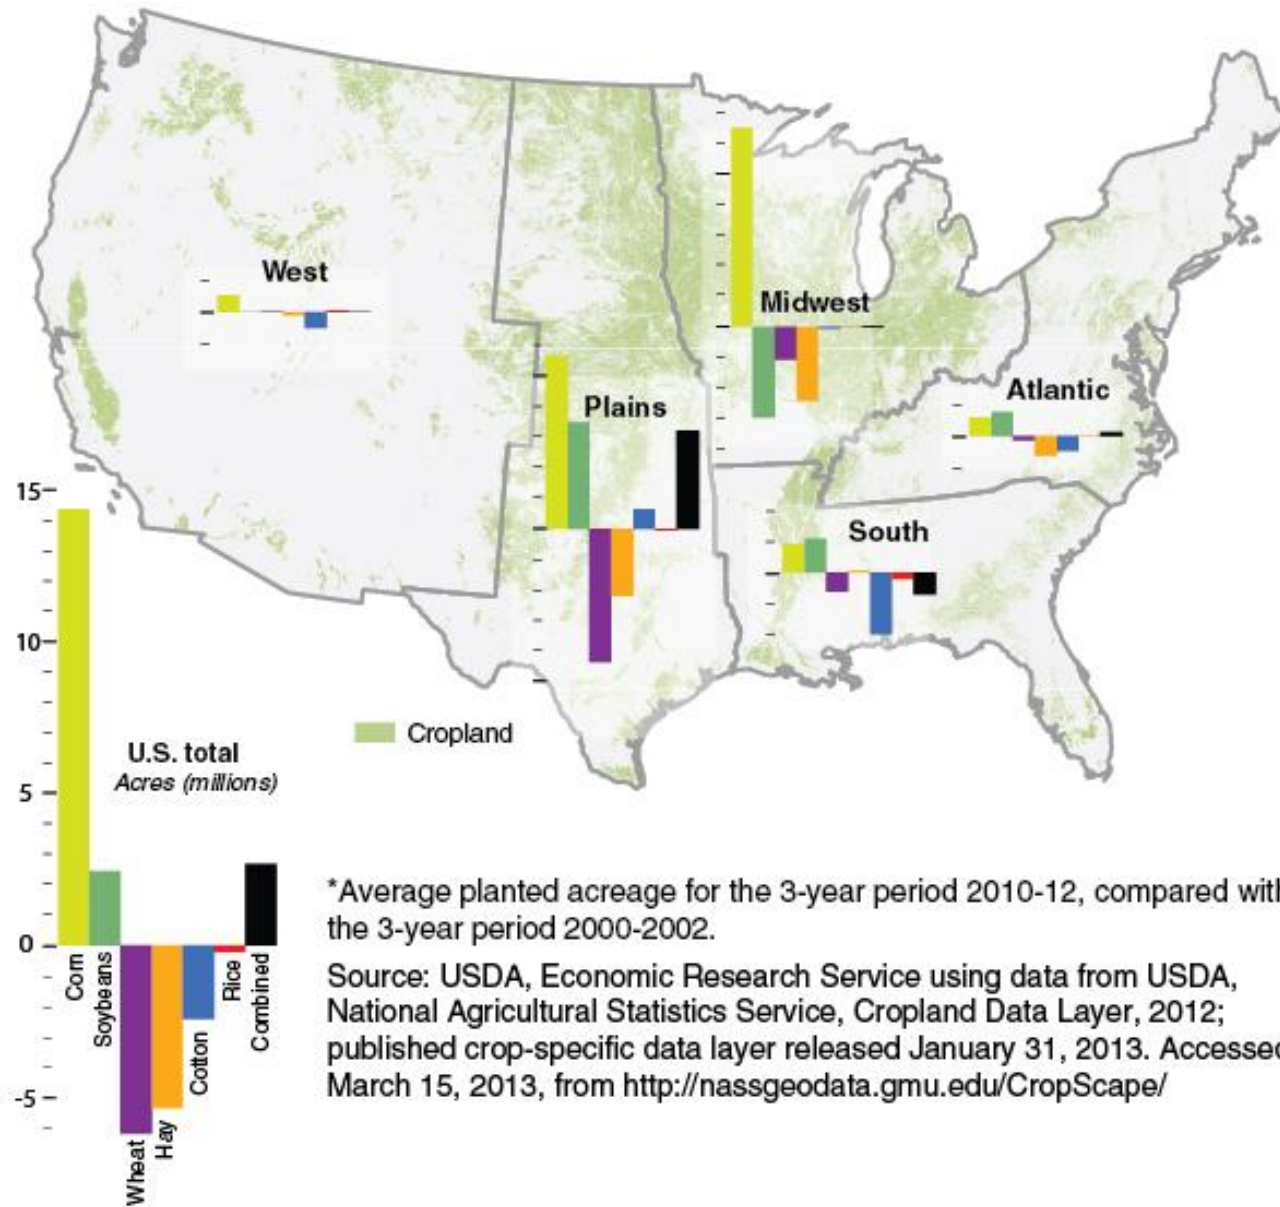 West
Midwest
Plains
Atlantic
South
15
10
5
0
-5
U.S. total
Acres (millions)
Cropland
Corn
Soybeans
Wheat
Hay
Cotton
Rice
Combined
*Average planted acreage for the 3-year period 2010-12, compared with
the 3-year period 2000-2002.
Source: USDA, Economic Research Service using data from USDA,
National Agricultural Statistics Service, Cropland Data Layer, 2012;
published crop-specific data layer released January 31, 2013. Accessed
March 15, 2013, from http://nassgeodata.gmu.edu/CropScape/